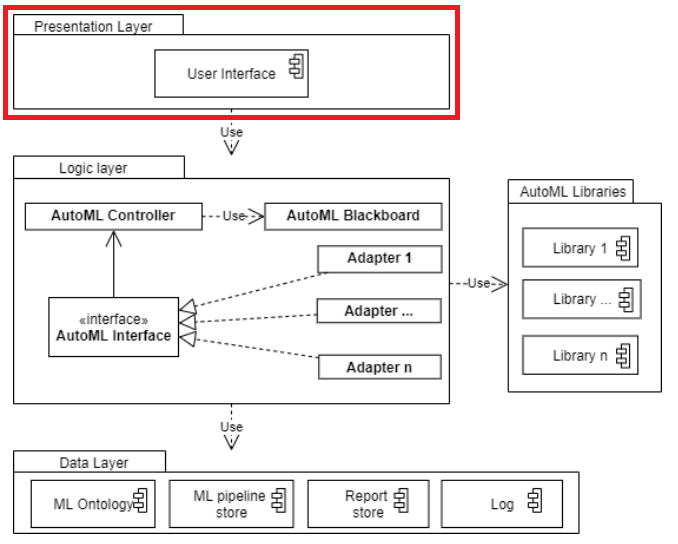 Presentation Layer
User Interface
Use
Logic layer
AutoML Controller
Use
AutoML Blackboard
Adapter 1
«interface»
AutoML Interface
Adapter ...
Adapter n
Use
AutoML Libraries
Library 1
Library ...
Library n
Use
Data Layer
ML Ontology
ML pipeline
store
Report
store
Log